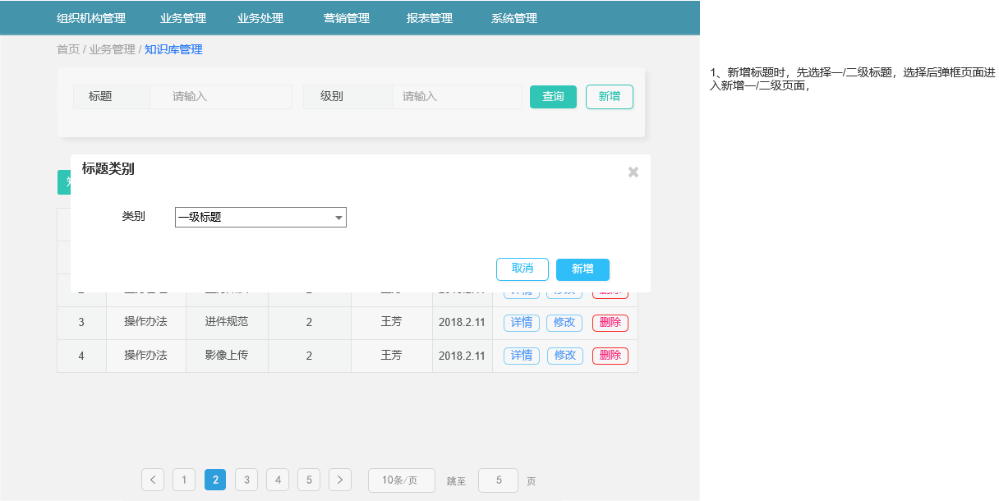 组织机构管理 业务管理 业务处理 营销管理 报表管理 系统管理
首页 / 业务管理 / 知识库管理
1、新增标题时，先选择一/二级标题，选择后弹框页面进
入新增一/二级页面，
标题 请输入 级别 请输入 查询 新增
标题类别
类别 一级标题
取消 新增
3 操作办法 进件规范 2 王芳 2018.2.11 详情 修改 删除
4 操作办法 影像上传 2 王芳 2018.2.11 详情 修改 删除
1 2 3 4 5 10条/页 跳至 5 页